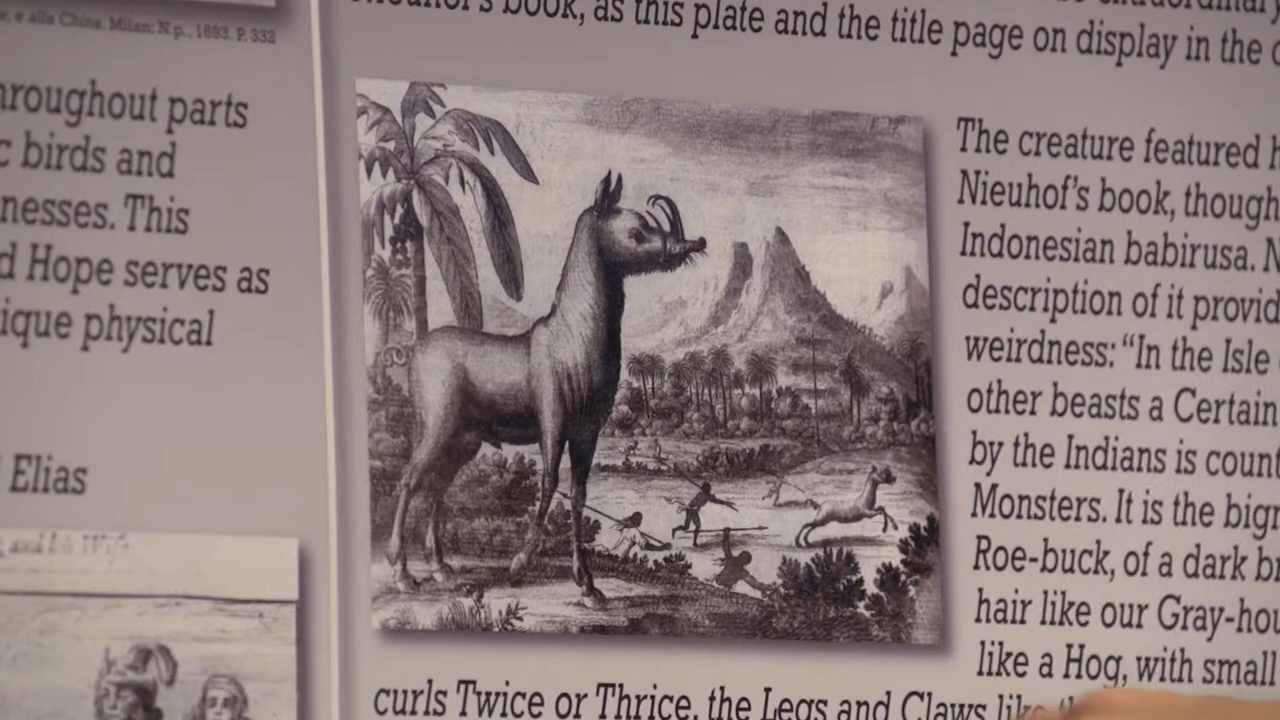 e alla China. Milan: N.p., 1693. P. 332
throughout parts
birds and
nesses. This
Hope serves as
ique physical
Elias
and his Wife
book, as this plate and the title page on display in the
The creature featured
Nieuhof's book, though
Indonesian babirusa.
description of it provid
weirdness: “In the Isle
other beasts a Certain
by the Indians is count
Monsters. It is the bign
Roe-buck, of a dark br
hair like our Gray-hou
like a Hog, with small
curls Twice or Thrice, the Legs and Claws like